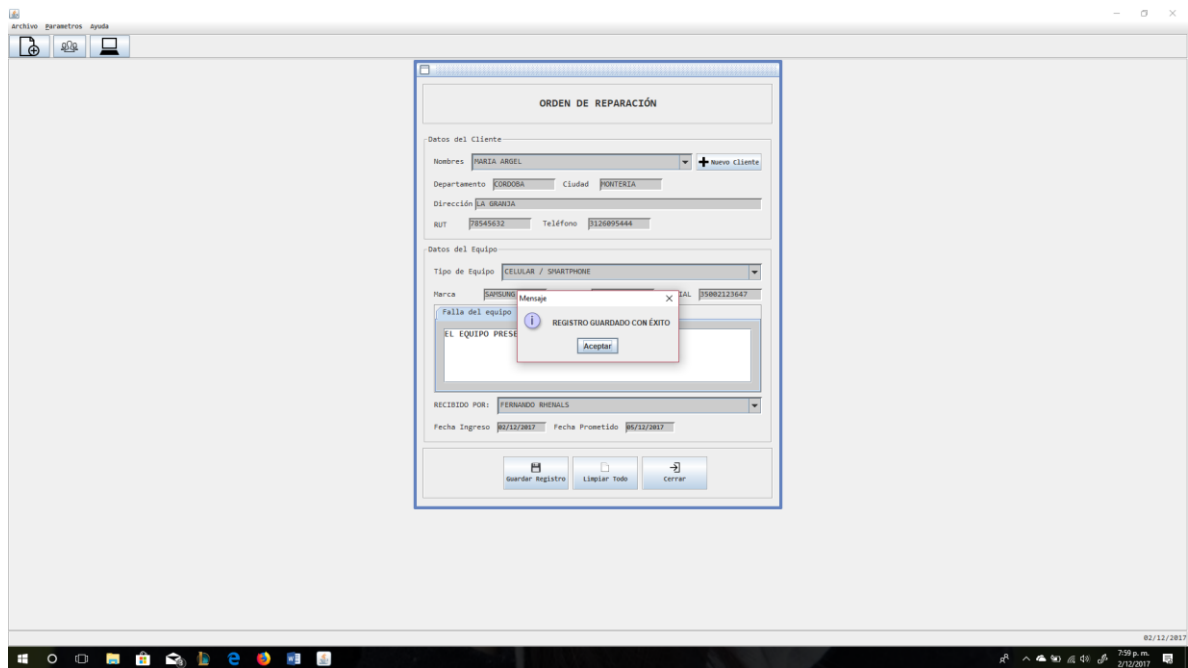 Archivo Parametros Ayuda
ORDEN DE REPARACIÓN
Datos del Cliente
Nombres MARIA ARGEL Nuevo Cliente
Departamento CORDOBA Ciudad MONTERIA
Dirección LA GRANJA
RUT 78545632 Teléfono 3126095444
Datos del Equipo
Tipo de Equipo CELULAR / SMARTPHONE
Marca SAMSUNG IAL 35002123647
Mensaje
Falla del equipo
REGISTRO GUARDADO CON ÉXITO
EL EQUIPO PRESE
Aceptar
RECIBIDO POR: FERNANDO RHENALS
Fecha Ingreso 02/12/2017 Fecha Prometido 05/12/2017
Guardar Registro Limpiar Todo Cerrar
02/12/2017
7:59 p. m.
2/12/2017